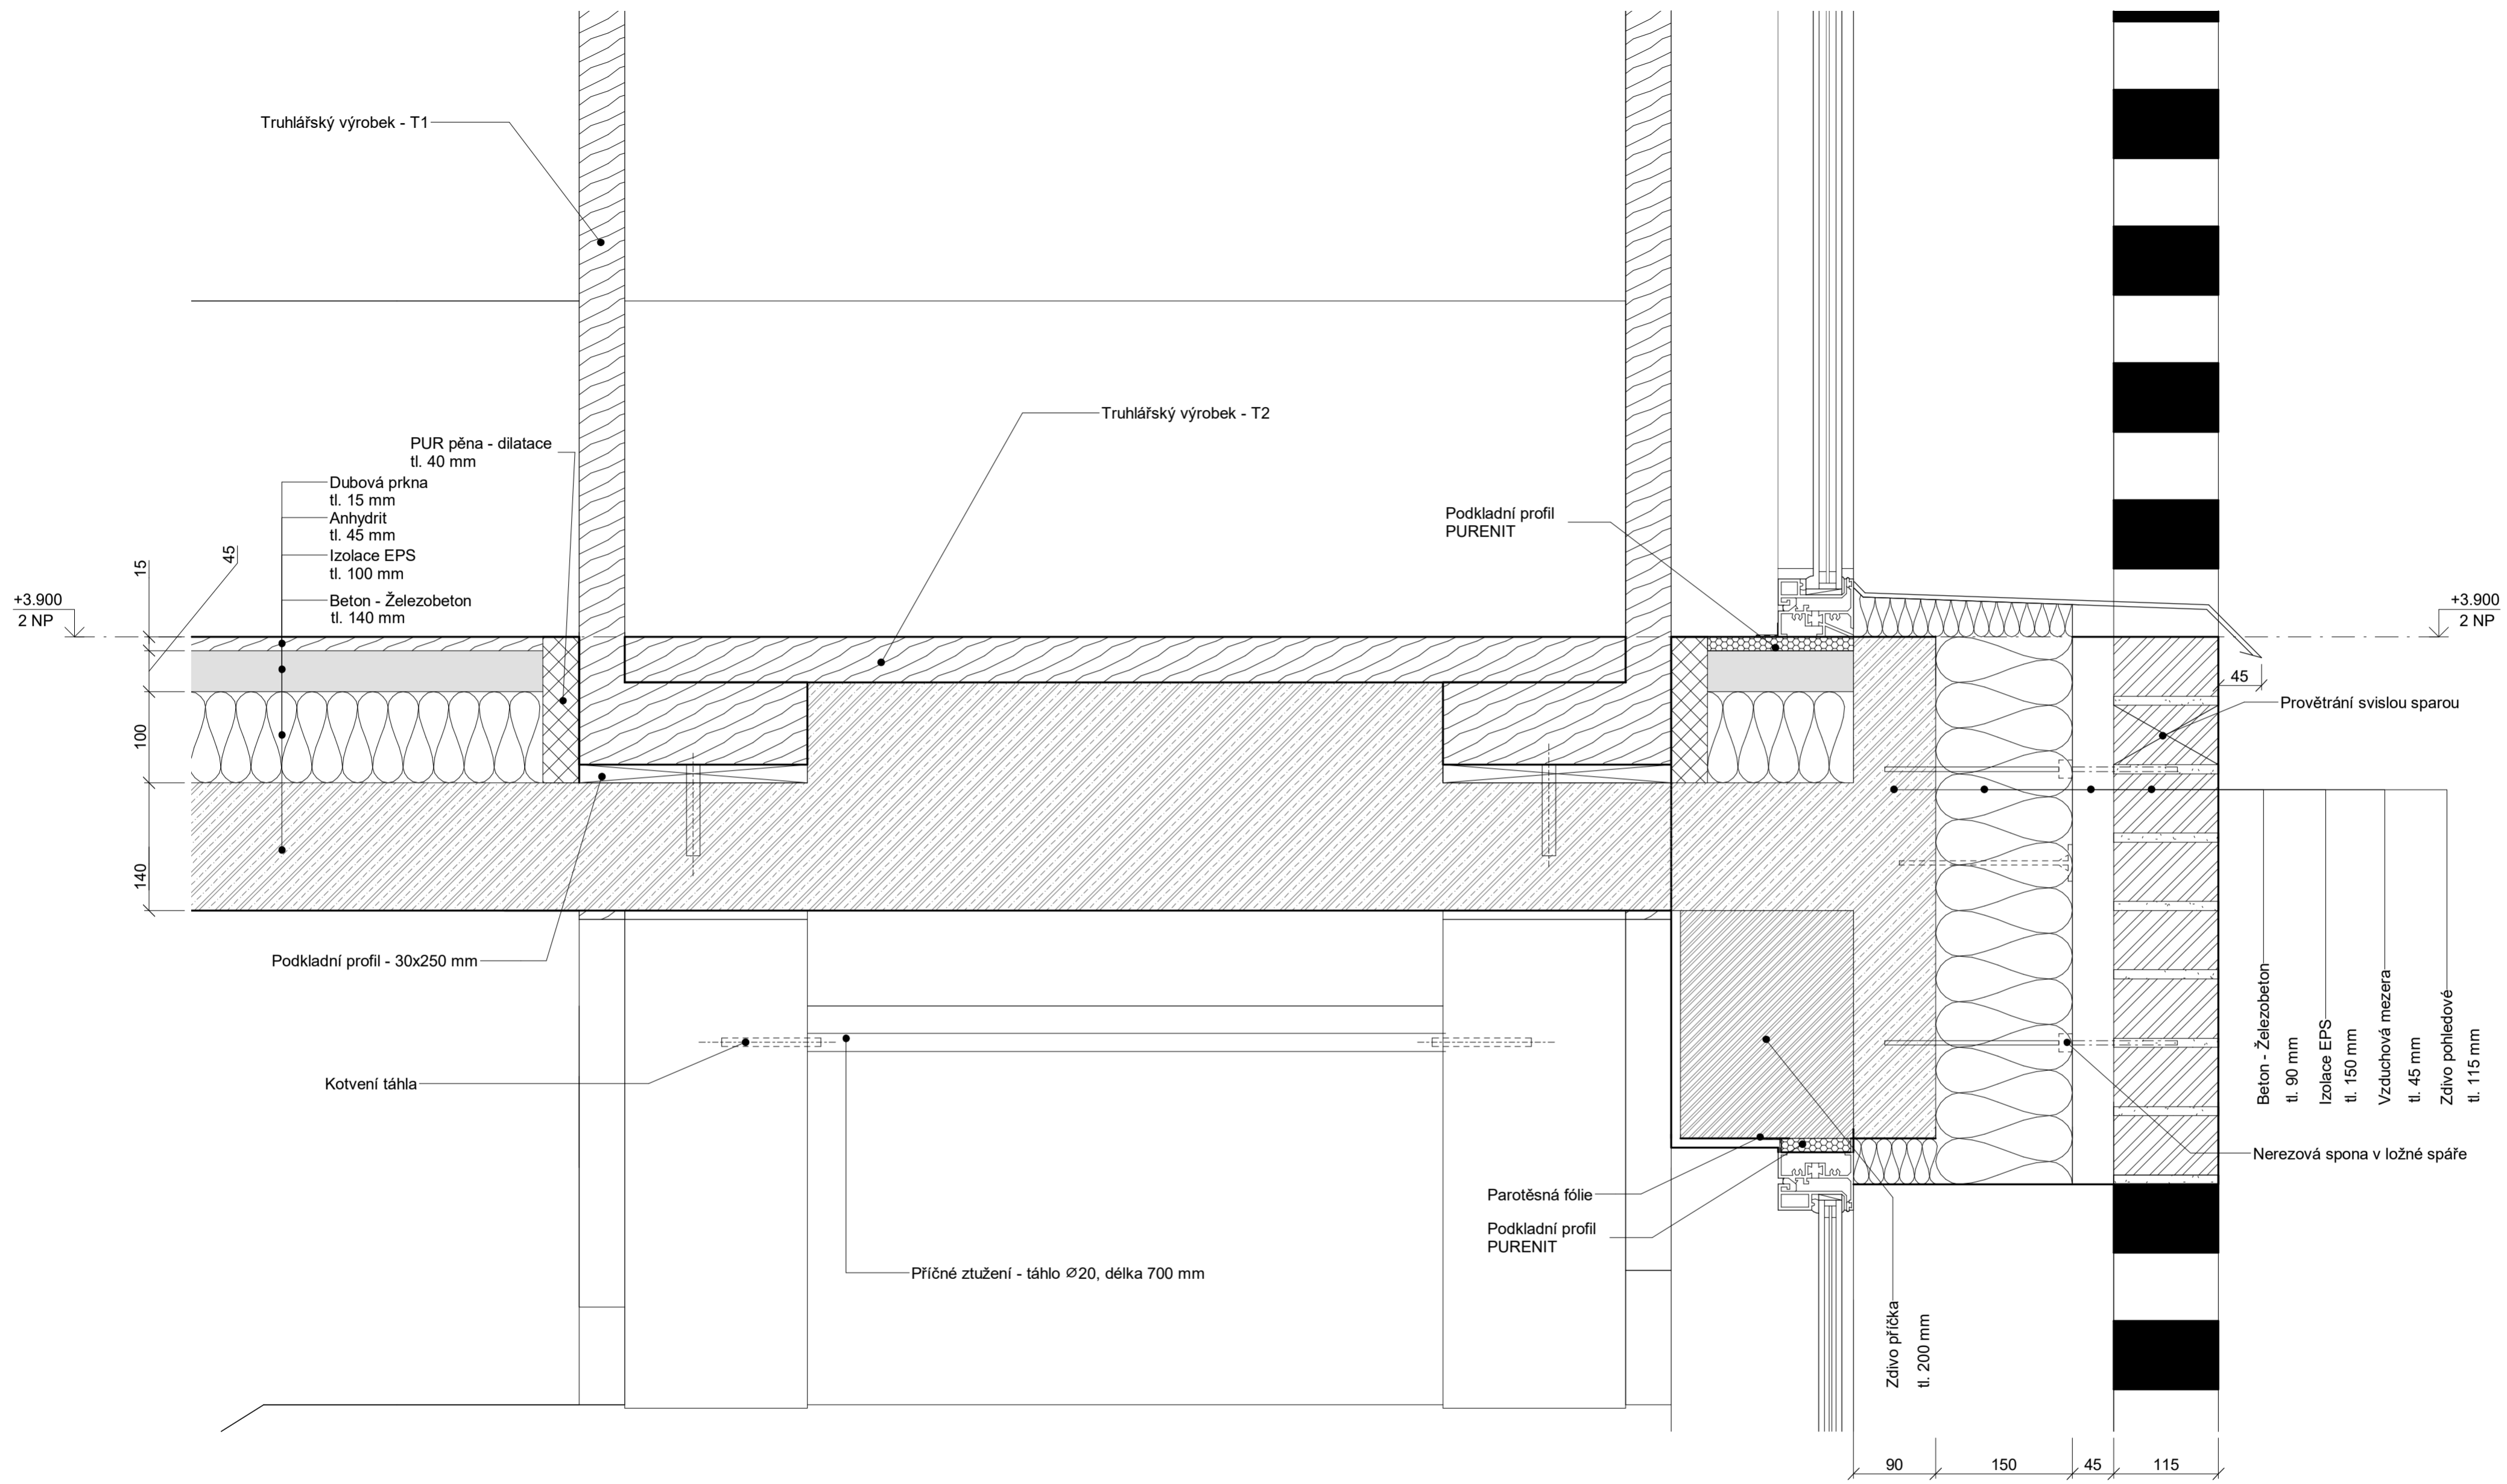 Truhlářský výrobek - T1
Truhlářský výrobek - T2
PUR pěna - dilatace
tl. 40 mm
Dubová prkna
tl. 15 mm
Anhydrit
tl. 45 mm
Izolace EPS
tl. 100 mm
Beton - Železobeton
tl. 140 mm
Podkladní profil
PURENIT
15
45
100
140
+3.900
2 NP
+3.900
2 NP
45
Provětrání svislou sparou
Podkladní profil - 30x250 mm
Kotvení táhla
Příčné ztužení - táhlo ∅20, délka 700 mm
Parotěsná fólie
Podkladní profil
PURENIT
Zdivo příčka
tl. 200 mm
Beton - Železobeton
tl. 90 mm
Izolace EPS
tl. 150 mm
Vzduchová mezera
tl. 45 mm
Zdivo pohledové
tl. 115 mm
Nerezová spona v ložné spáře
90
150
45
115